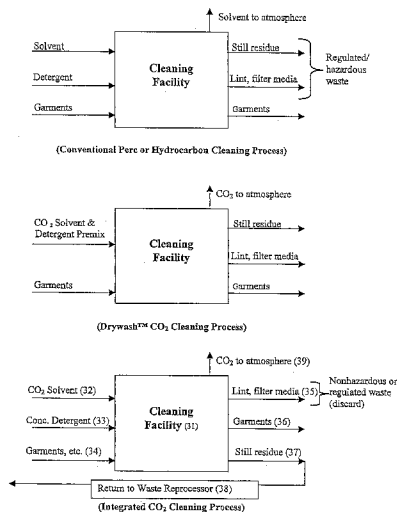 Solvent to atmosphere
Solvent
Detergent
Garments
Cleaning
Facility
Still residue
Lint, filter media
Garments
Regulated/
hazardous
waste
(Conventional Perc or Hydrocarbon Cleaning Process)
CO₂ to atmosphere
CO₂ Solvent &
Detergent Premix
Garments
Cleaning
Facility
Still residue
Lint, filter media
Garments
(Drywash™ CO₂ Cleaning Process)
CO₂ to atmosphere (39)
CO₂ Solvent (32)
Conc. Detergent (33)
Garments, etc. (34)
Cleaning
Facility (31)
Lint, filter media (35)
Garments (36)
Still residue (37)
Nonhazardous or
regulated waste
(discard)
Return to Waste Reprocessor (38)
(Integrated CO₂ Cleaning Process)